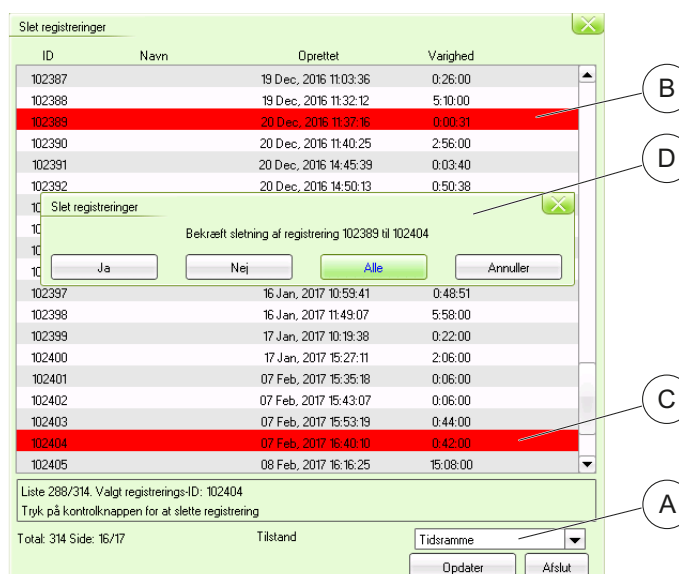 Slet registreringer
ID Navn Oprettet Varighed
102387 19 Dec, 2016 11:03:36 0:26:00
102388 19 Dec, 2016 11:32:12 5:10:00
B
102389 20 Dec, 2016 11:37:16 0:00:31
102390 20 Dec, 2016 11:40:25 2:56:00
102391 20 Dec, 2016 14:45:39 0:03:40
D
102392 20 Dec, 2016 14:50:13 0:50:38
Slet registreringer
Bekræft sletning af registrering 102389 til 102404
Ja Nej Alle Annuller
102397 16 Jan, 2017 10:59:41 0:48:51
102398 16 Jan, 2017 11:49:07 5:58:00
102399 17 Jan, 2017 10:19:38 0:22:00
102400 17 Jan, 2017 15:27:11 2:06:00
102401 07 Feb, 2017 15:35:18 0:06:00
102402 07 Feb, 2017 15:43:07 0:06:00
C
102403 07 Feb, 2017 15:53:19 0:44:00
102404 07 Feb, 2017 16:40:10 0:42:00
102405 08 Feb, 2017 16:16:25 15:08:00
Liste 288/314. Valgt registrerings-ID: 102404
Tryk på kontrolknappen for at slette registrering
A
Total: 314 Side: 16/17 Tilstand Tidsramme
Opdater Afslut